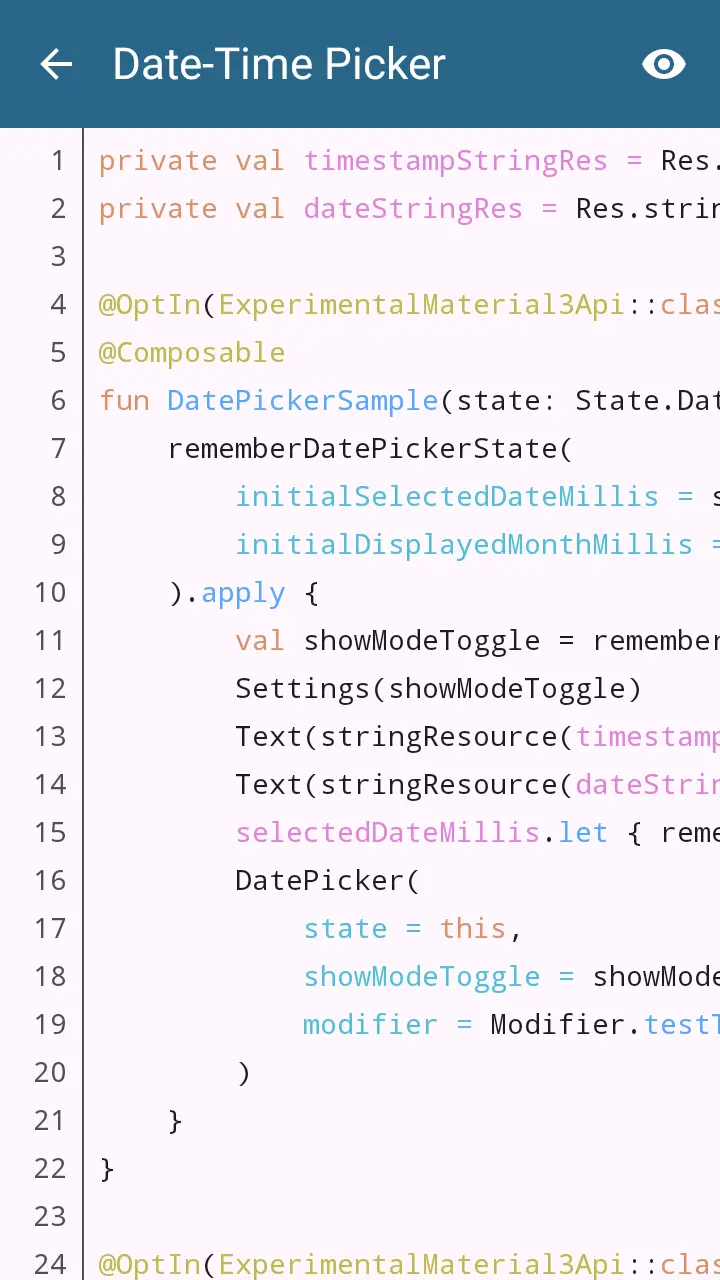 Date-Time Picker
1 private val timestampStringRes = Res.
2 private val dateStringRes = Res.strin
3
4 @OptIn(ExperimentalMaterial3Api::clas
5 @Composable
6 fun DatePickerSample(state: State.Dat
7     rememberDatePickerState(
8         initialSelectedDateMillis = s
9         initialDisplayedMonthMillis =
10     ).apply {
11         val showModeToggle = remember
12         Settings(showModeToggle)
13         Text(stringResource(timestamp
14         Text(stringResource(dateStrin
15         selectedDateMillis.let { reme
16         DatePicker(
17             state = this,
18             showModeToggle = showMode
19             modifier = Modifier.testT
20         )
21     }
22 }
23
24 @OptIn(ExperimentalMaterial3Api::clas